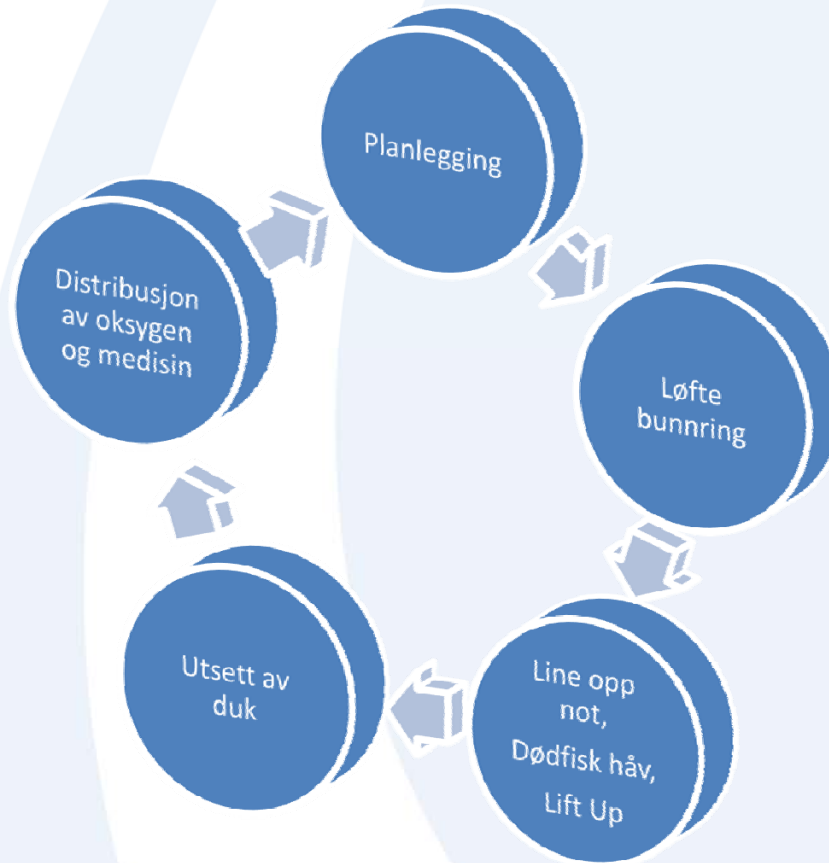 Planlegging
Løfte
bunnring
Line opp
not,
Dødfisk håv,
Lift Up
Utsett av
duk
Distribusjon
av oksygen
og medisin